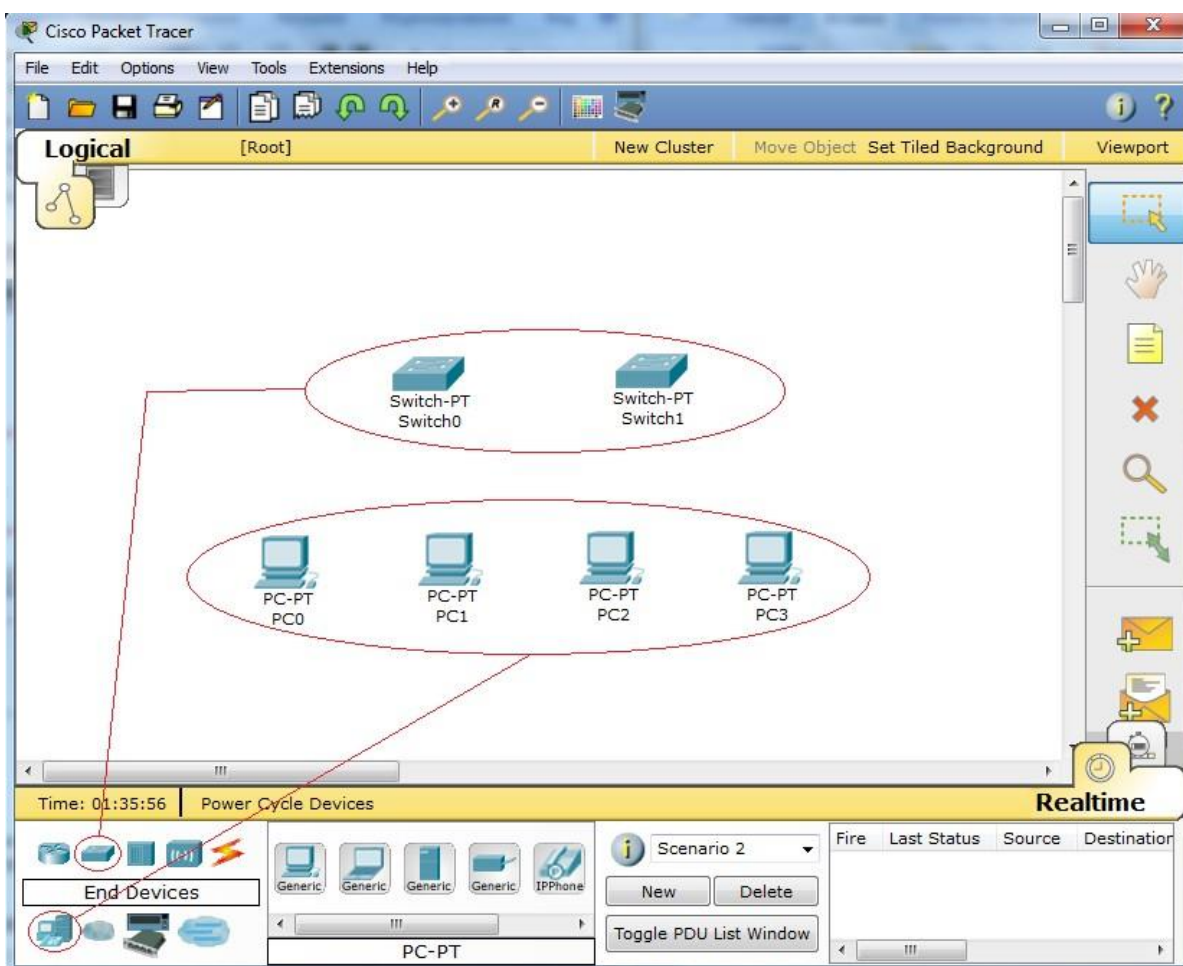 Cisco Packet Tracer
File Edit Options View Tools Extensions Help
Logical [Root] New Cluster Move Object Set Tiled Background Viewport
Switch-PT
Switch0
Switch-PT
Switch1
PC-PT
PC0
PC-PT
PC1
PC-PT
PC2
PC-PT
PC3
Time: 01:35:56 Power Cycle Devices Realtime
End Devices
Generic Generic Generic Generic IPPhone
PC-PT
Scenario 2
New Delete
Toggle PDU List Window
Fire Last Status Source Destination